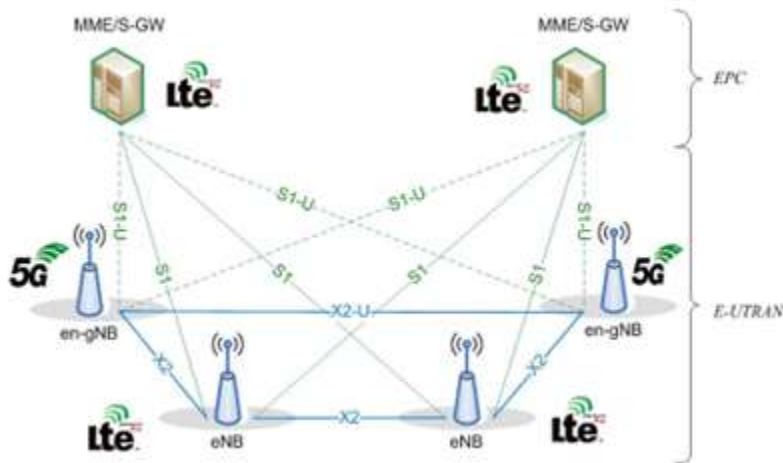 MME/S-GW
MME/S-GW
Lte
Lte
EPC
S1-U
S1-U
S1-U
S1-U
5G
5G
S1
S1
S1
S1
en-gNB
X2-U
en-gNB
E-UTRAN
X2
X2
Lte
eNB
X2
eNB
Lte